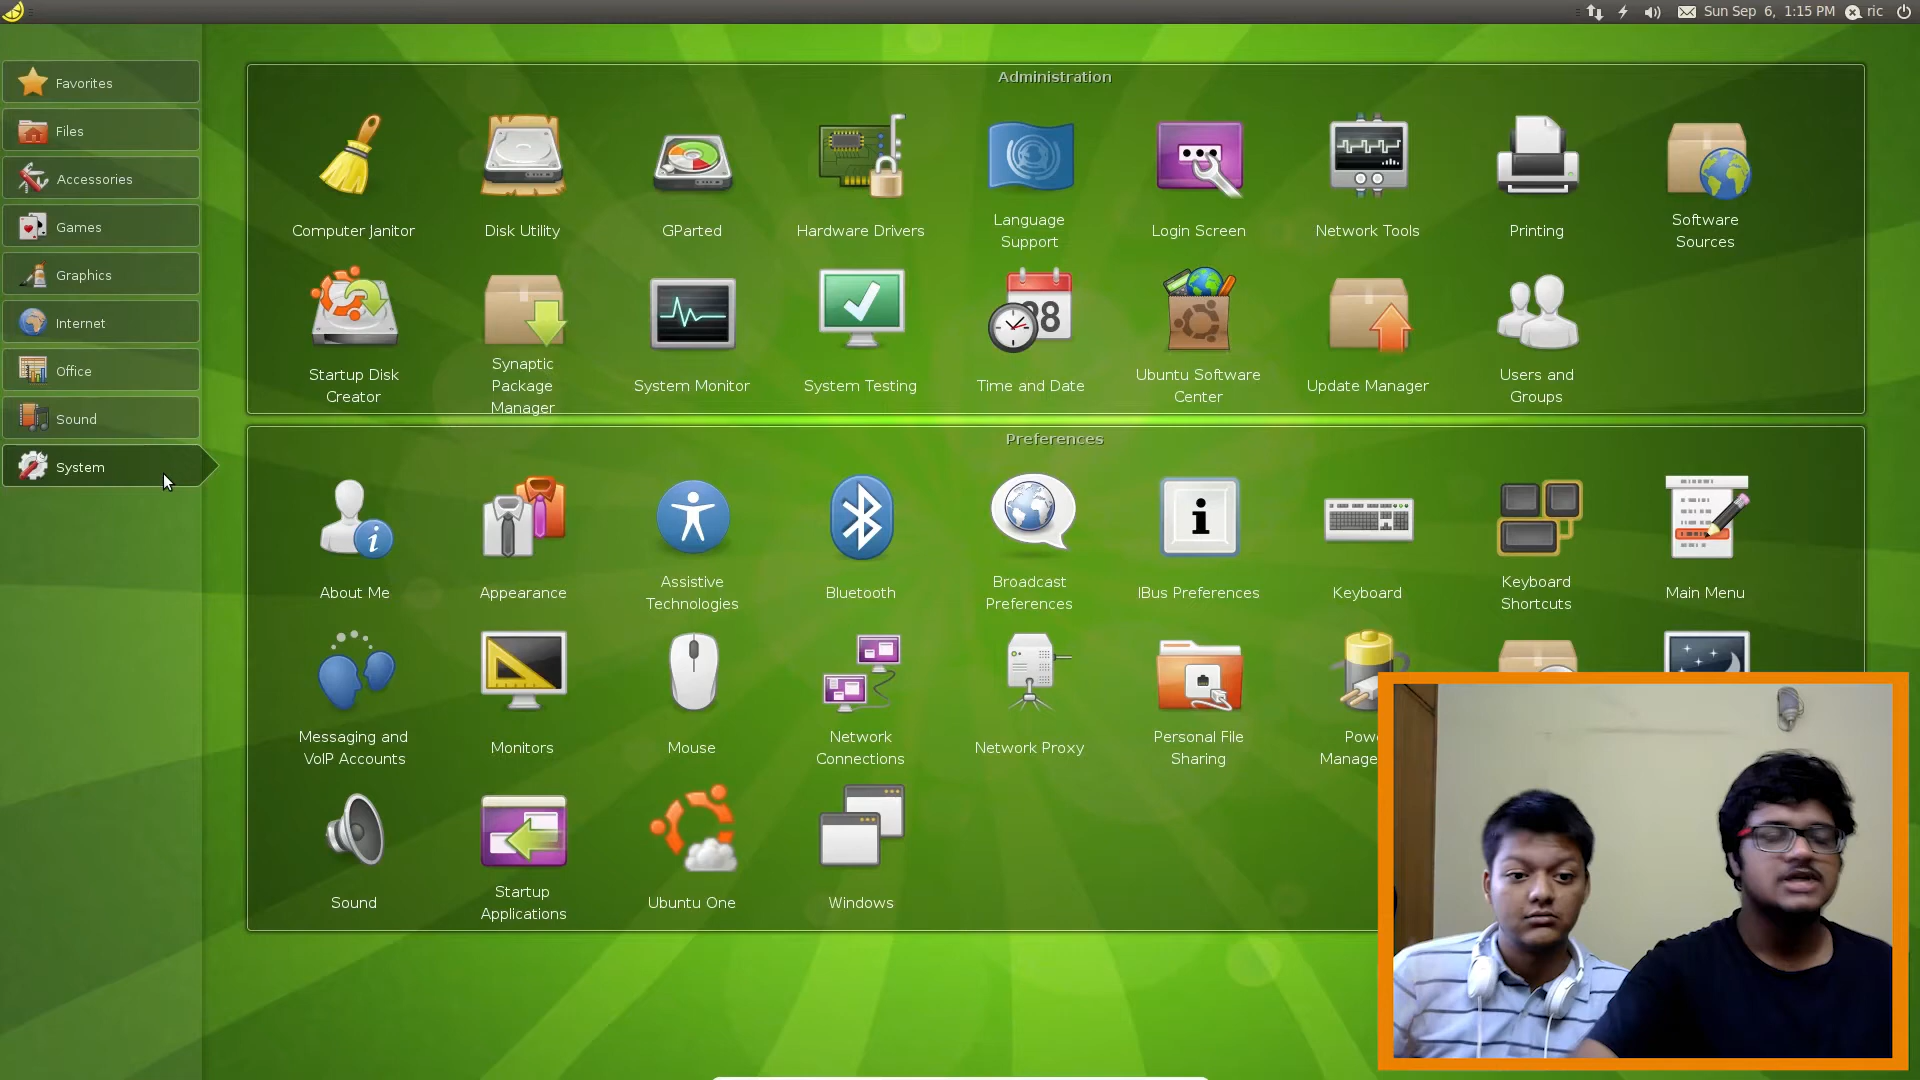 Sun Sep 6, 1:15 PM
ric
Favorites
Files
Accessories
Games
Graphics
Internet
Office
Sound
System
Administration
Computer Janitor
Disk Utility
GParted
Hardware Drivers
Language
Support
Login Screen
Network Tools
Printing
Software
Sources
Startup Disk
Creator
Synaptic
Package
Manager
System Monitor
System Testing
28
Time and Date
Ubuntu Software
Center
Update Manager
Users and
Groups
Preferences
About Me
Appearance
Assistive
Technologies
Bluetooth
Broadcast
Preferences
i
IBus Preferences
Keyboard
Keyboard
Shortcuts
Main Menu
Messaging and
VoIP Accounts
Monitors
Mouse
Network
Connections
Network Proxy
Personal File
Sharing
Pow
Manage
Sound
Startup
Applications
Ubuntu One
Windows